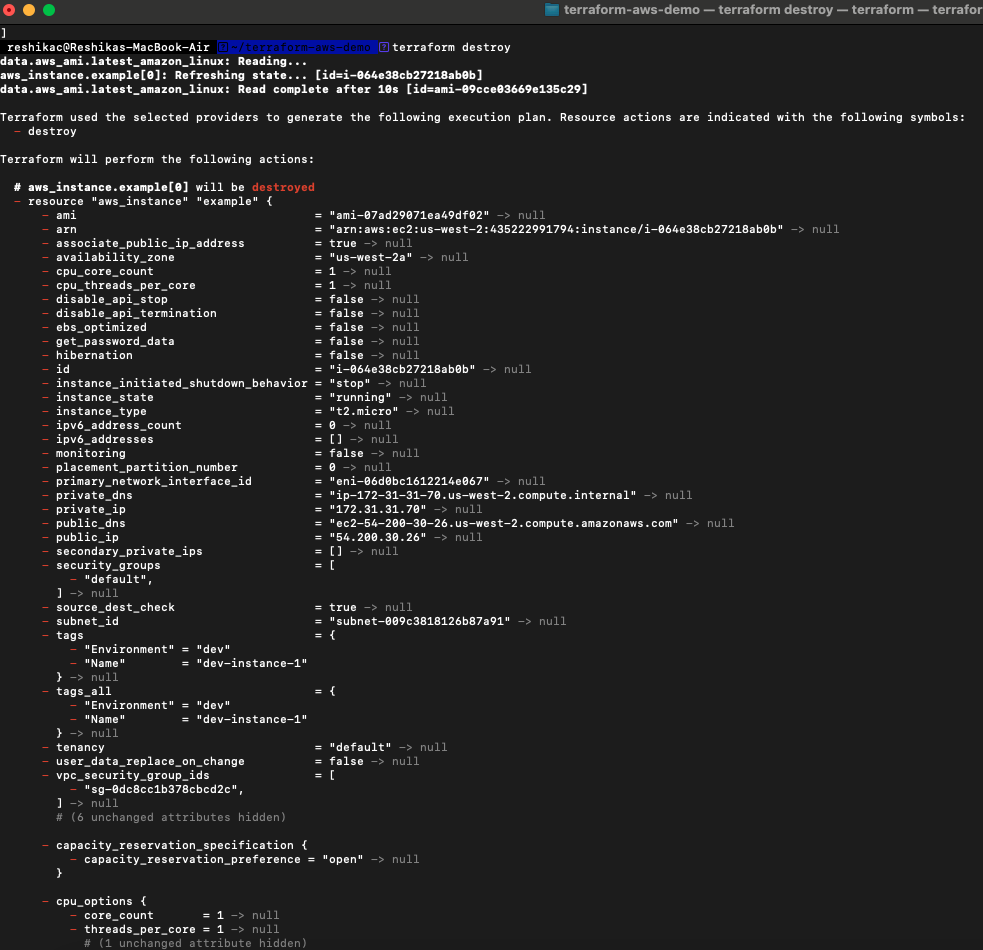 terraform-aws-demo — terraform destroy — terraform — terrafor
]
reshikac@Reshikas-MacBook-Air ~/terraform-aws-demo terraform destroy
data.aws_ami.latest_amazon_linux: Reading...
aws_instance.example[0]: Refreshing state... [id=i-064e38cb27218ab0b]
data.aws_ami.latest_amazon_linux: Read complete after 10s [id=ami-09cce03669e135c29]
Terraform used the selected providers to generate the following execution plan. Resource actions are indicated with the following symbols:
- destroy
Terraform will perform the following actions:
# aws_instance.example[0] will be destroyed
- resource "aws_instance" "example" {
- ami = "ami-07ad29071ea49df02" -> null
- arn = "arn:aws:ec2:us-west-2:435222991794:instance/i-064e38cb27218ab0b" -> null
- associate_public_ip_address = true -> null
- availability_zone = "us-west-2a" -> null
- cpu_core_count = 1 -> null
- cpu_threads_per_core = 1 -> null
- disable_api_stop = false -> null
- disable_api_termination = false -> null
- ebs_optimized = false -> null
- get_password_data = false -> null
- hibernation = false -> null
- id = "i-064e38cb27218ab0b" -> null
- instance_initiated_shutdown_behavior = "stop" -> null
- instance_state = "running" -> null
- instance_type = "t2.micro" -> null
- ipv6_address_count = 0 -> null
- ipv6_addresses = [] -> null
- monitoring = false -> null
- placement_partition_number = 0 -> null
- primary_network_interface_id = "eni-06d0bc1612214e067" -> null
- private_dns = "ip-172-31-31-70.us-west-2.compute.internal" -> null
- private_ip = "172.31.31.70" -> null
- public_dns = "ec2-54-200-30-26.us-west-2.compute.amazonaws.com" -> null
- public_ip = "54.200.30.26" -> null
- secondary_private_ips = [] -> null
- security_groups = [
- "default",
] -> null
- source_dest_check = true -> null
- subnet_id = "subnet-009c3818126b87a91" -> null
- tags = {
- "Environment" = "dev"
- "Name" = "dev-instance-1"
} -> null
- tags_all = {
- "Environment" = "dev"
- "Name" = "dev-instance-1"
} -> null
- tenancy = "default" -> null
- user_data_replace_on_change = false -> null
- vpc_security_group_ids = [
- "sg-0dc8cc1b378cbcd2c",
] -> null
# (6 unchanged attributes hidden)
- capacity_reservation_specification {
- capacity_reservation_preference = "open" -> null
}
- cpu_options {
- core_count = 1 -> null
- threads_per_core = 1 -> null
# (1 unchanged attribute hidden)